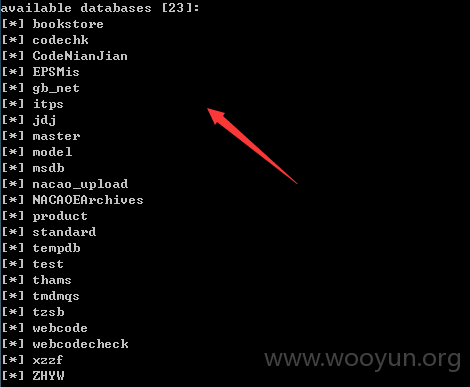 available databases [23]:
[*] bookstore
[*] codechk
[*] CodeNianJian
[*] EPSMis
[*] gb_net
[*] itps
[*] jdj
[*] master
[*] model
[*] msdb
[*] nacao_upload
[*] NACAOEArchives
[*] product
[*] standard
[*] tempdb
[*] test
[*] thams
[*] tmdmqs
[*] tzsb
[*] webcode
[*] webcodecheck
[*] xzzf
[*] ZHYW
www.wooyun.org